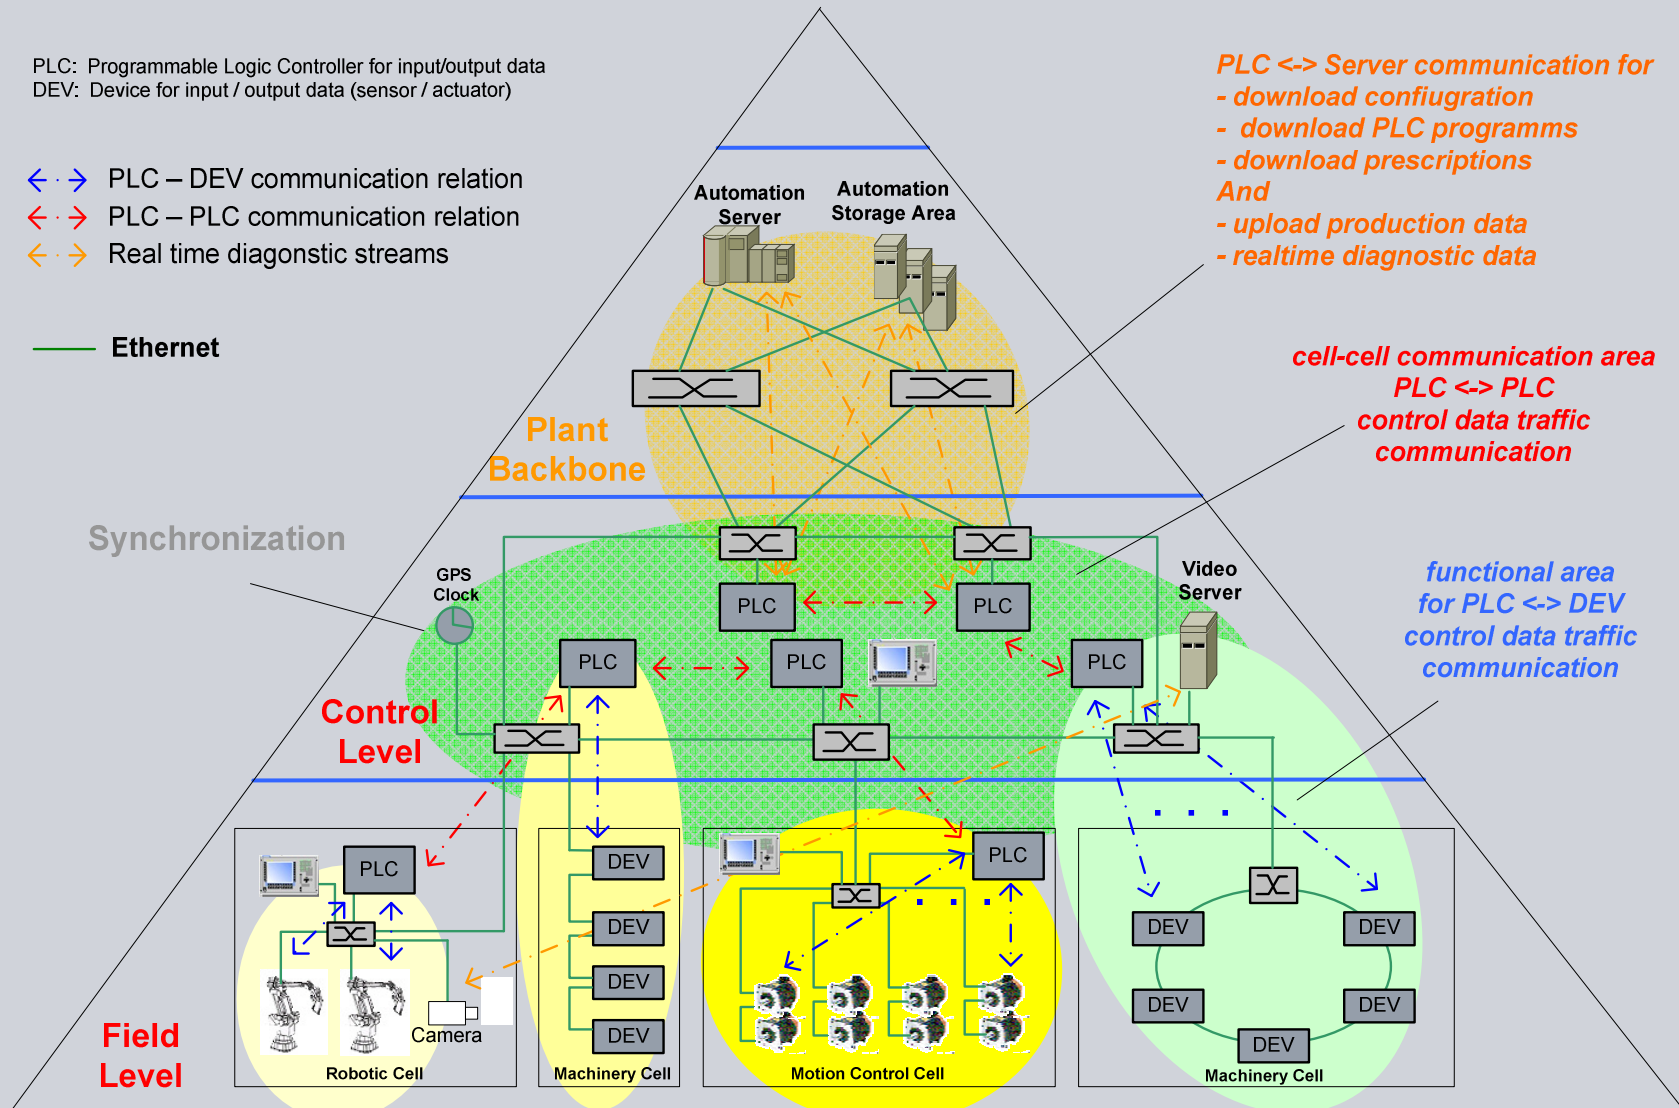 PLC: Programmable Logic Controller for input/output data
DEV: Device for input / output data (sensor / actuator)
PLC – DEV communication relation
PLC – PLC communication relation
Real time diagonstic streams
Ethernet
PLC <-> Server communication for
- download confiugration
- download PLC programms
- download prescriptions
And
- upload production data
- realtime diagnostic data
Automation
Server
Automation
Storage Area
cell-cell communication area
PLC <-> PLC
control data traffic
communication
Plant
Backbone
Synchronization
GPS
Clock
Video
Server
functional area
for PLC <-> DEV
control data traffic
communication
PLC
PLC
PLC
PLC
PLC
Control
Level
PLC
PLC
DEV
DEV
DEV
DEV
DEV
DEV
DEV
DEV
DEV
Camera
Field
Level
Robotic Cell
Machinery Cell
Motion Control Cell
Machinery Cell